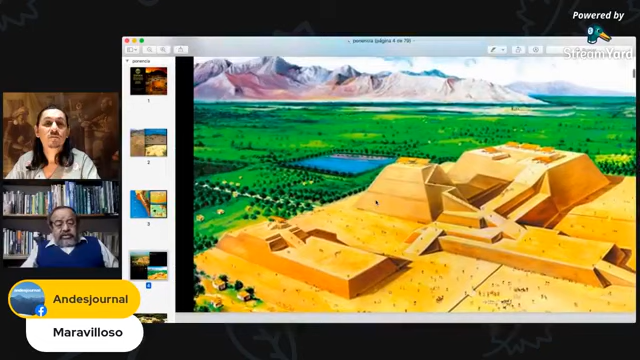 Powered by
StreamYard
ponencia (página 4 de 79)
ponencia
1
2
3
4
Andesjournal
Maravilloso